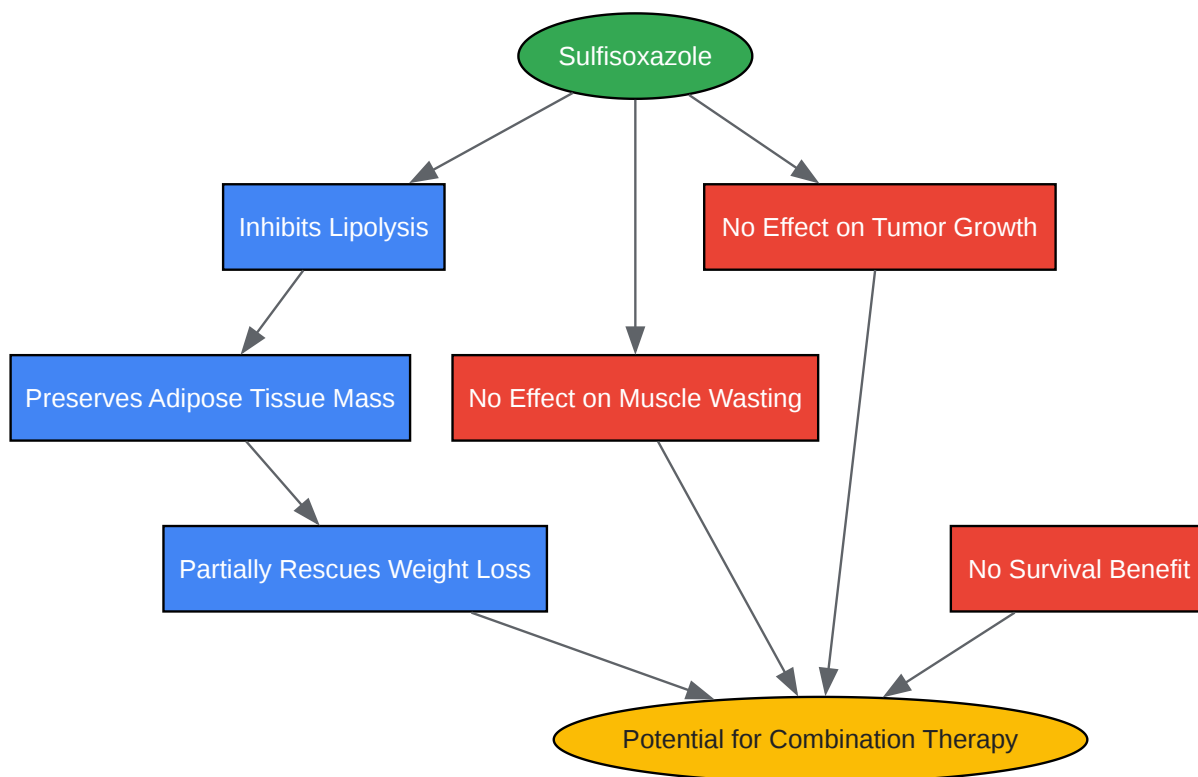 Sulfisoxazole
Inhibits Lipolysis
No Effect on Tumor Growth
Preserves Adipose Tissue Mass
No Effect on Muscle Wasting
Partially Rescues Weight Loss
No Survival Benefit
Potential for Combination Therapy